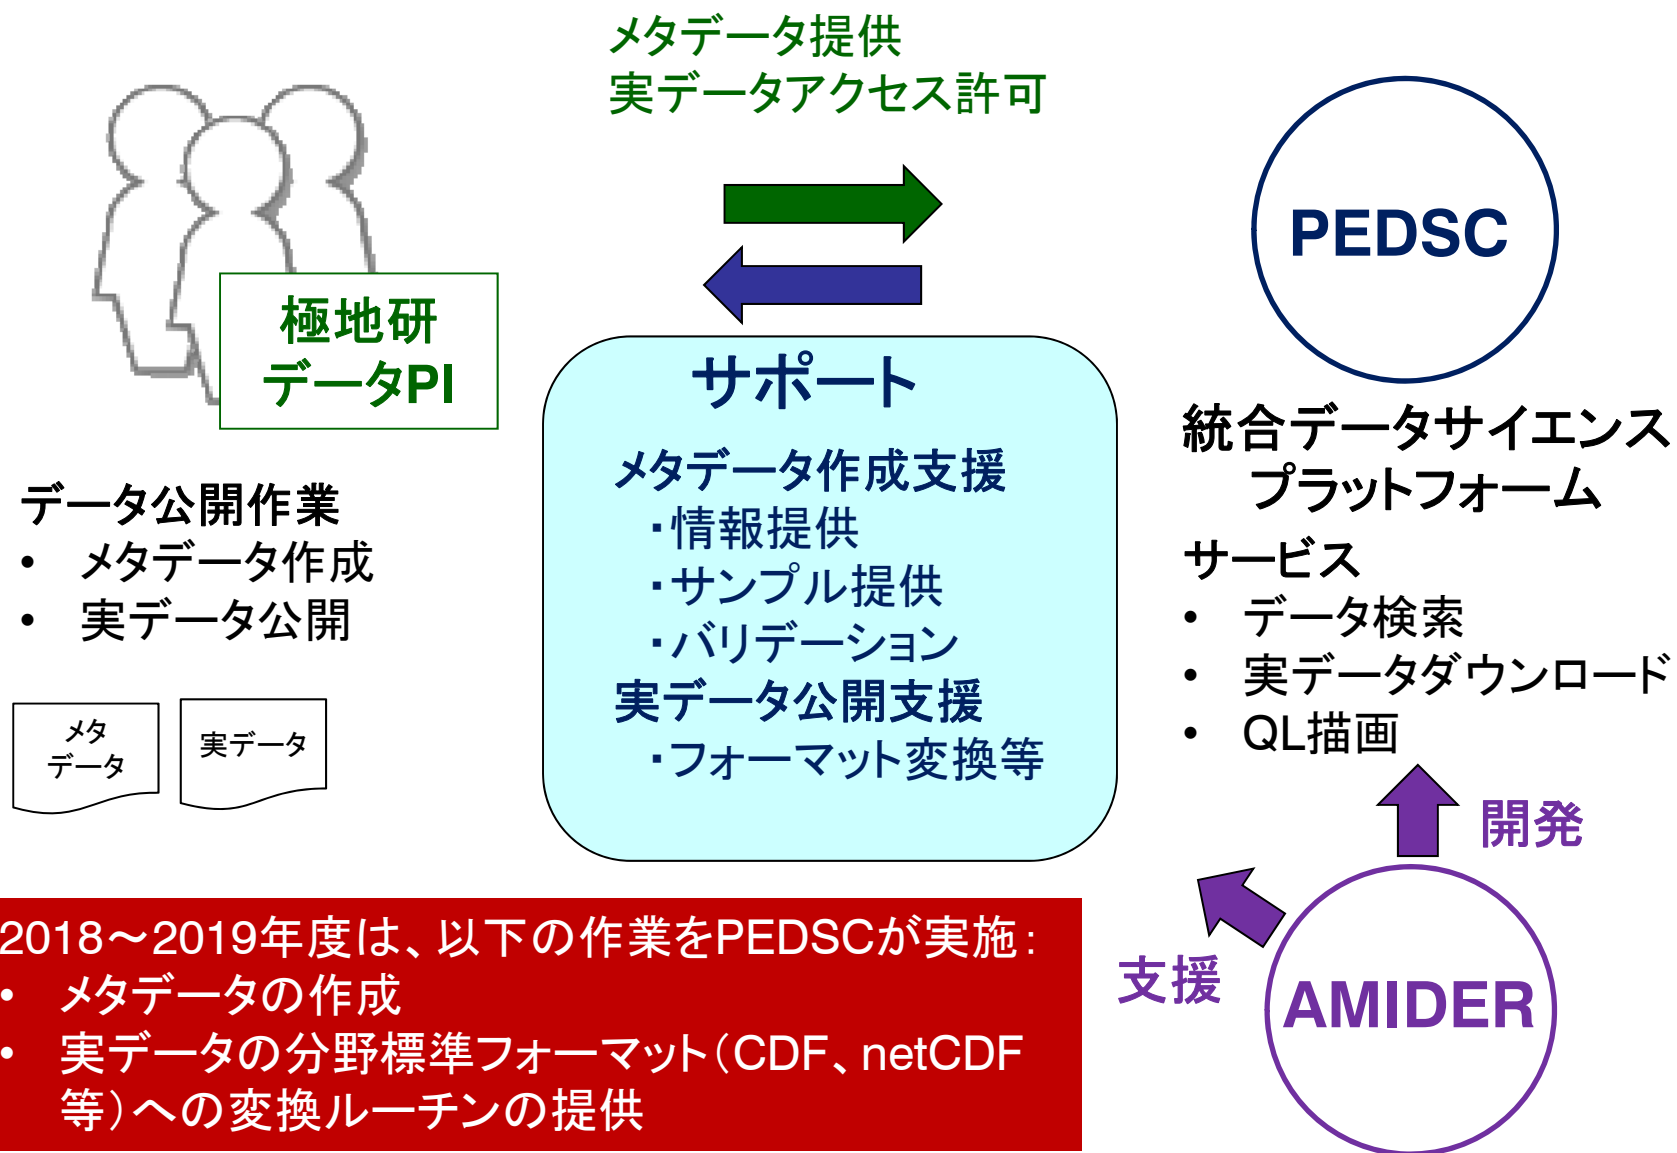 メタデータ提供
実データアクセス許可
極地研
データPI
データ公開作業
• メタデータ作成
• 実データ公開
メタ
データ
実データ
サポート
メタデータ作成支援
・情報提供
・サンプル提供
・バリデーション
実データ公開支援
・フォーマット変換等
PEDSC
統合データサイエンス
プラットフォーム
サービス
• データ検索
• 実データダウンロード
• QL描画
開発
支援
AMIDER
2018～2019年度は、以下の作業をPEDSCが実施：
• メタデータの作成
• 実データの分野標準フォーマット（CDF、netCDF
等）への変換ルーチンの提供